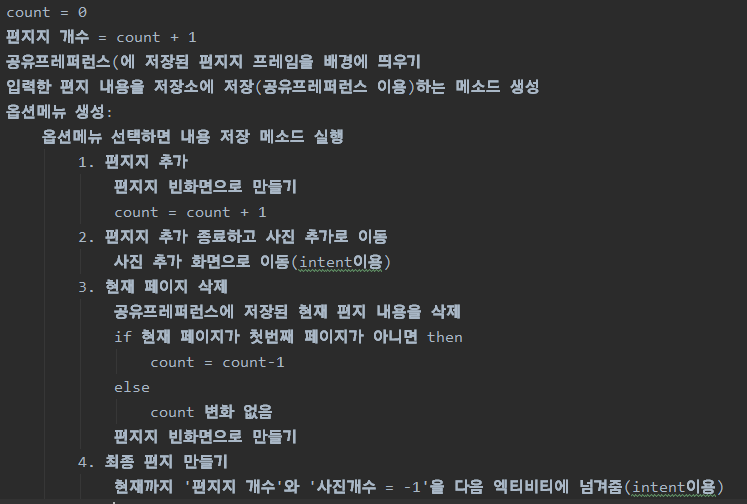 count = 0
편지지 개수 = count + 1
공유프레퍼런스(에 저장된 편지지 프레임을 배경에 띄우기
입력한 편지 내용을 저장소에 저장(공유프레퍼런스 이용)하는 메소드 생성
옵션메뉴 생성:
옵션메뉴 선택하면 내용 저장 메소드 실행
1. 편지지 추가
편지지 빈화면으로 만들기
count = count + 1
2. 편지지 추가 종료하고 사진 추가로 이동
사진 추가 화면으로 이동(intent이용)
3. 현재 페이지 삭제
공유프레퍼런스에 저장된 현재 편지 내용을 삭제
if 현재 페이지가 첫번째 페이지가 아니면 then
count = count-1
else
count 변화 없음
편지지 빈화면으로 만들기
4. 최종 편지 만들기
현재까지 '편지지 개수'와 '사진개수 = -1'을 다음 엑티비티에 넘겨줌(intent이용)